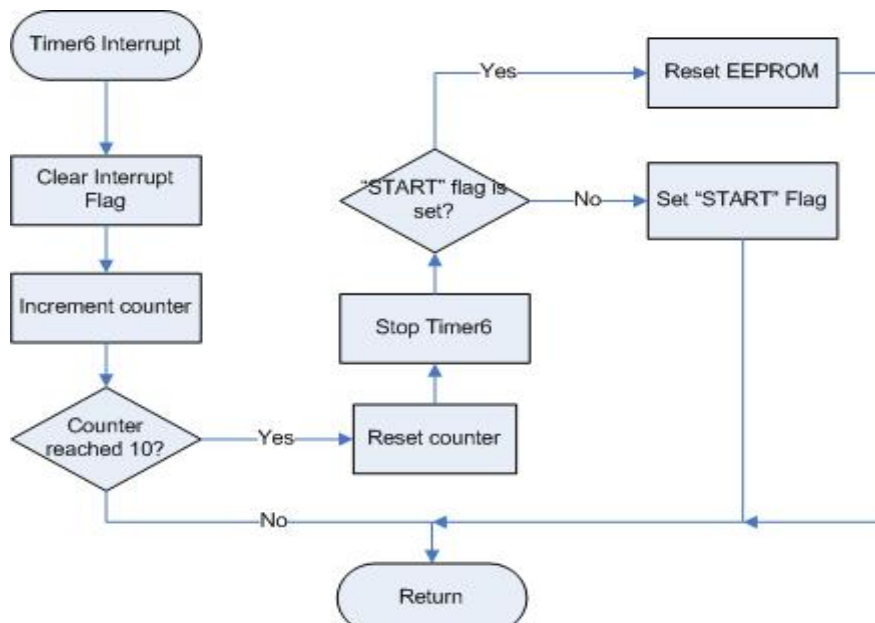 Timer6 Interrupt
Clear Interrupt
Flag
Increment counter
Counter
reached 10?
Yes
No
Reset counter
Stop Timer6
"START" flag is
set?
Yes
Reset EEPROM
No
Set “START” Flag
Return